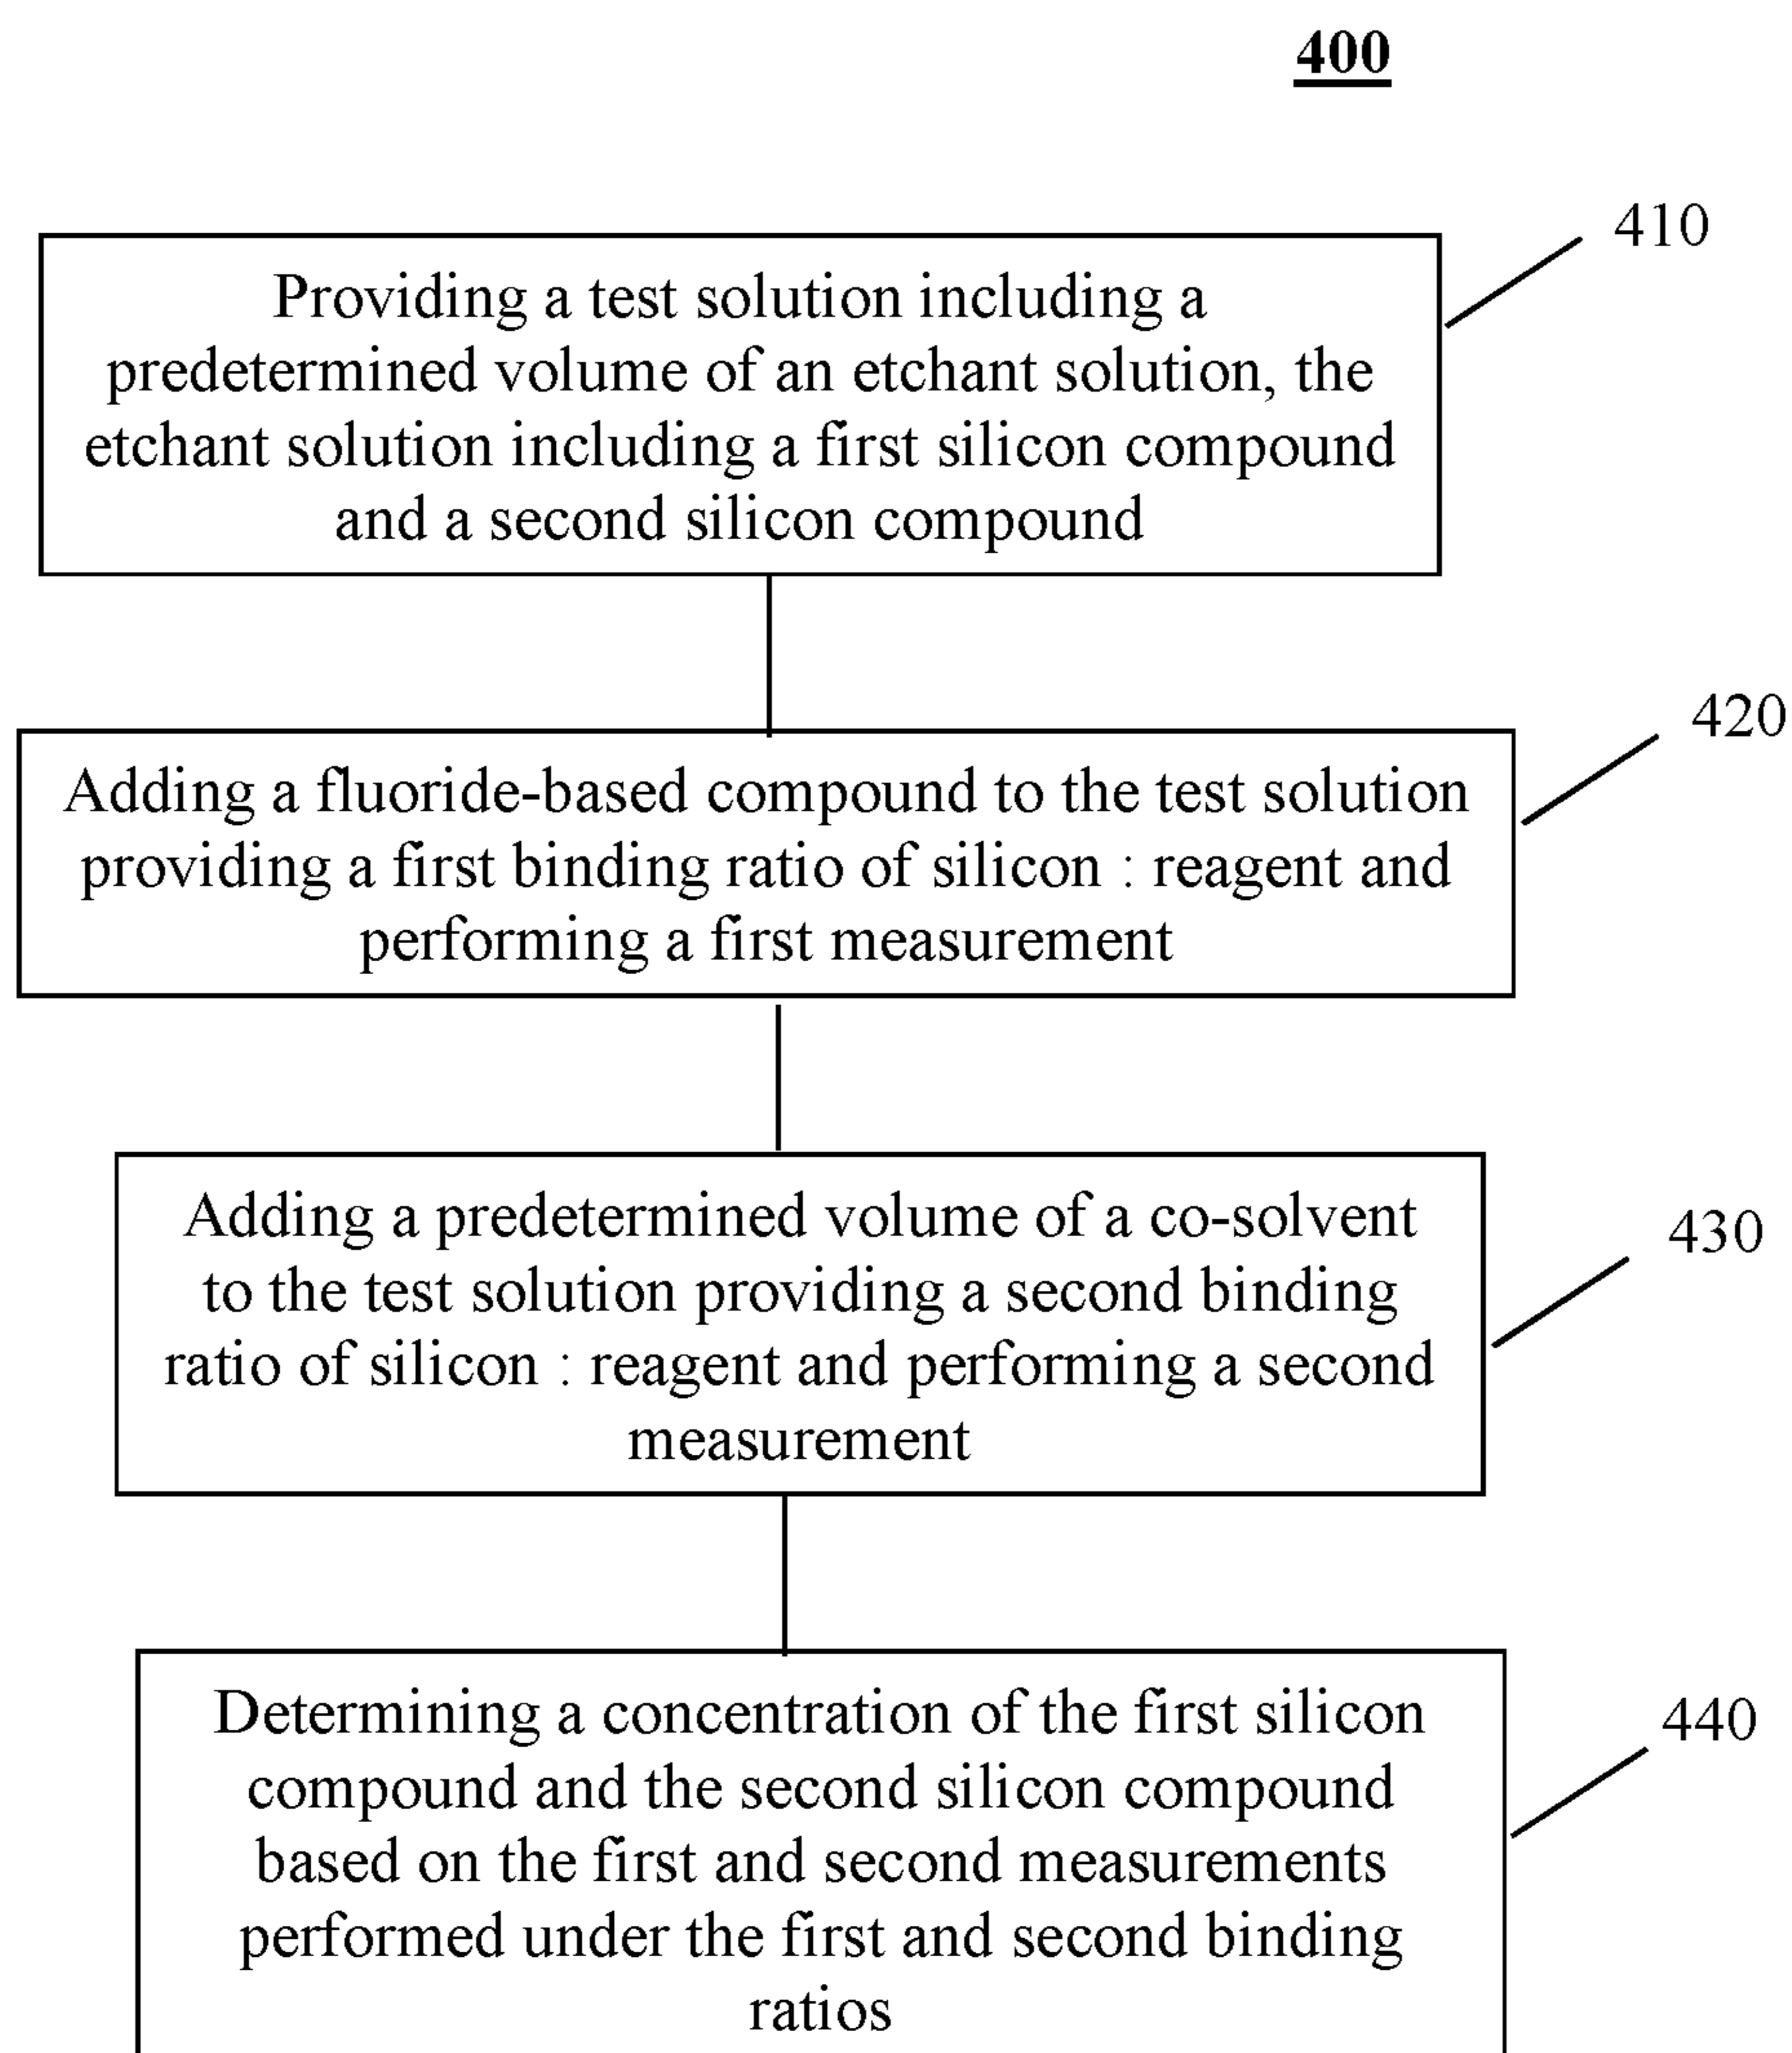 400
410
Providing a test solution including a
predetermined volume of an etchant solution, the
etchant solution including a first silicon compound
and a second silicon compound
420
Adding a fluoride-based compound to the test solution
providing a first binding ratio of silicon : reagent and
performing a first measurement
430
Adding a predetermined volume of a co-solvent
to the test solution providing a second binding
ratio of silicon : reagent and performing a second
measurement
440
Determining a concentration of the first silicon
compound and the second silicon compound
based on the first and second measurements
performed under the first and second binding
ratios